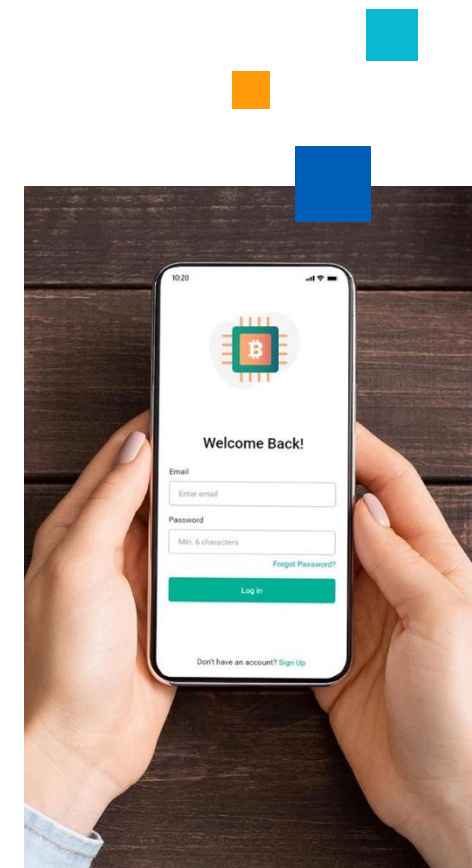 10:20
₿
Welcome Back!
Email
Enter email
Password
Min. 6 characters
Forgot Password?
Log In
Don't have an account? Sign Up